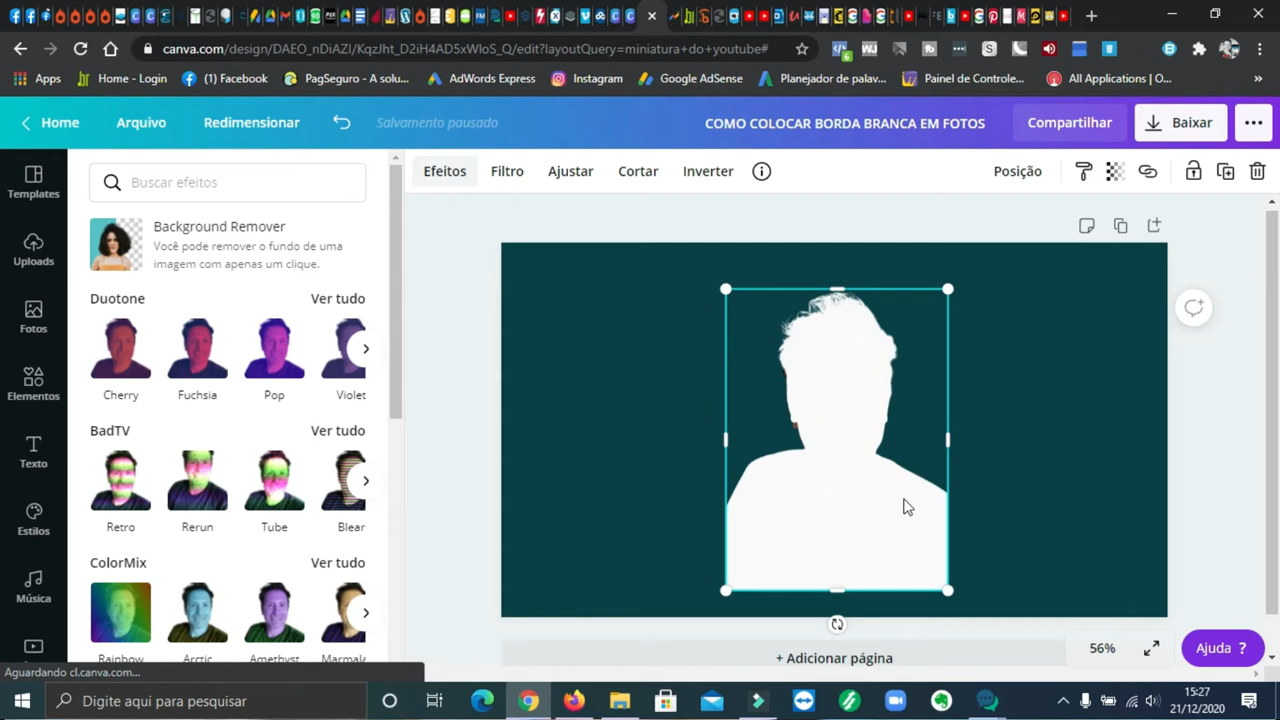 canva.com/design/DAEO_nDiAZI/KqzJht_D2iH4AD5xWIoS_Q/edit?layoutQuery=miniatura+do+youtube#
Apps
Home - Login
(1) Facebook
PagSeguro - A solu...
AdWords Express
Instagram
Google AdSense
Planejador de palav...
Painel de Controle...
All Applications | O...
Home
Arquivo
Redimensionar
Salvamento pausado
COMO COLOCAR BORDA BRANCA EM FOTOS
Compartilhar
Baixar
Templates
Uploads
Fotos
Elementos
Texto
Estilos
Música
Buscar efeitos
Background Remover
Você pode remover o fundo de uma
imagem com apenas um clique.
Duotone
Ver tudo
Cherry
Fuchsia
Pop
Violet
BadTV
Ver tudo
Retro
Rerun
Tube
Blear
ColorMix
Ver tudo
Rainbow
Arctic
Amethyst
Efeitos
Filtro
Ajustar
Cortar
Inverter
Posição
+ Adicionar página
56%
Ajuda ?
Aguardando cl.canva.com...
Digite aqui para pesquisar
15:27
21/12/2020